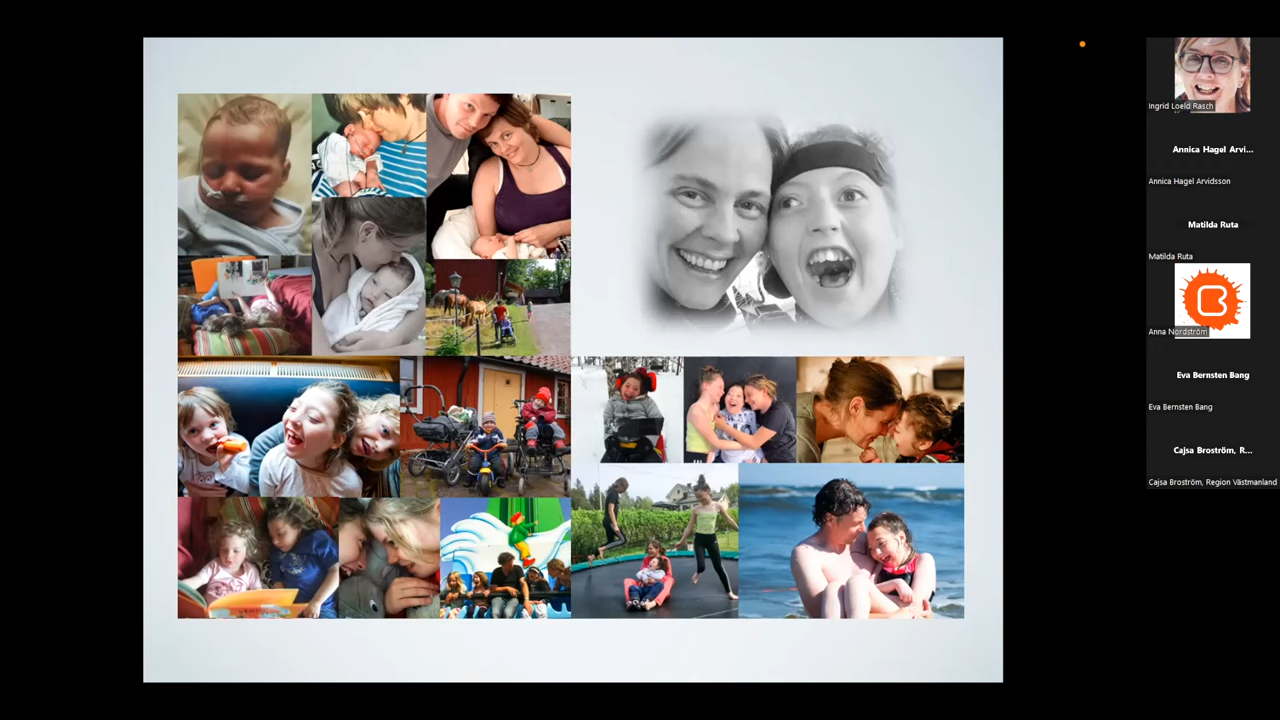 Ingrid Loeld Rasch
Annica Hagel Arvi...
Annica Hagel Arvidsson
Matilda Ruta
Matilda Ruta
Anna Nordström
Eva Bernsten Bang
Eva Bernsten Bang
Cajsa Broström, R...
Cajsa Broström, Region Västmanland